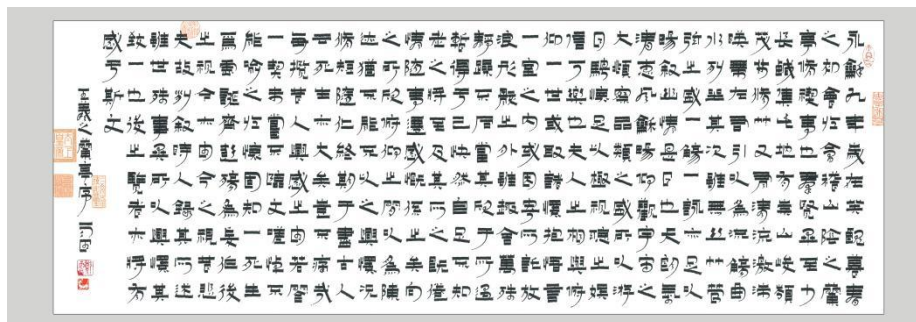 永龢九年歲在癸丑暮春
之初會于會稽山陰之蘭
亭脩禊事也群賢畢至少
長咸集此地有崇山峻領
茂林脩竹又有清流激湍
暎帶左右引以爲流觴曲
水列坐其次雖無絲竹管
弦之盛一觴一詠亦足以
暢敘幽情是日也天朗氣
清惠風龢暢仰觀宇宙之
大俯察品類之盛所以游
目騁懷足以極視聽之娛
信可樂也夫人之相與俯
仰一世或取諸懷抱悟言
一室之內或因寄所託放
浪形骸之外雖趣舍萬殊
靜躁不同當其欣於所遇
暫得於己快然自足不知
老之將至及其所之既倦
情隨事遷感慨係之矣向
之所欣俛仰之間以爲陳
迹猶不能不以之興懷況
脩短隨化終期於盡古人
云死生亦大矣豈不痛哉
每攬昔人興感之由若合
一契未嘗不臨文嗟悼不
能喻之於懷固知一死生
爲虛誕齊彭殤爲妄作後
之視今亦由今之視昔悲
夫故列敘時人錄其所述
雖世殊事異所以興懷其
致一也後之覽者亦將有
感于斯文
王羲之蘭亭序